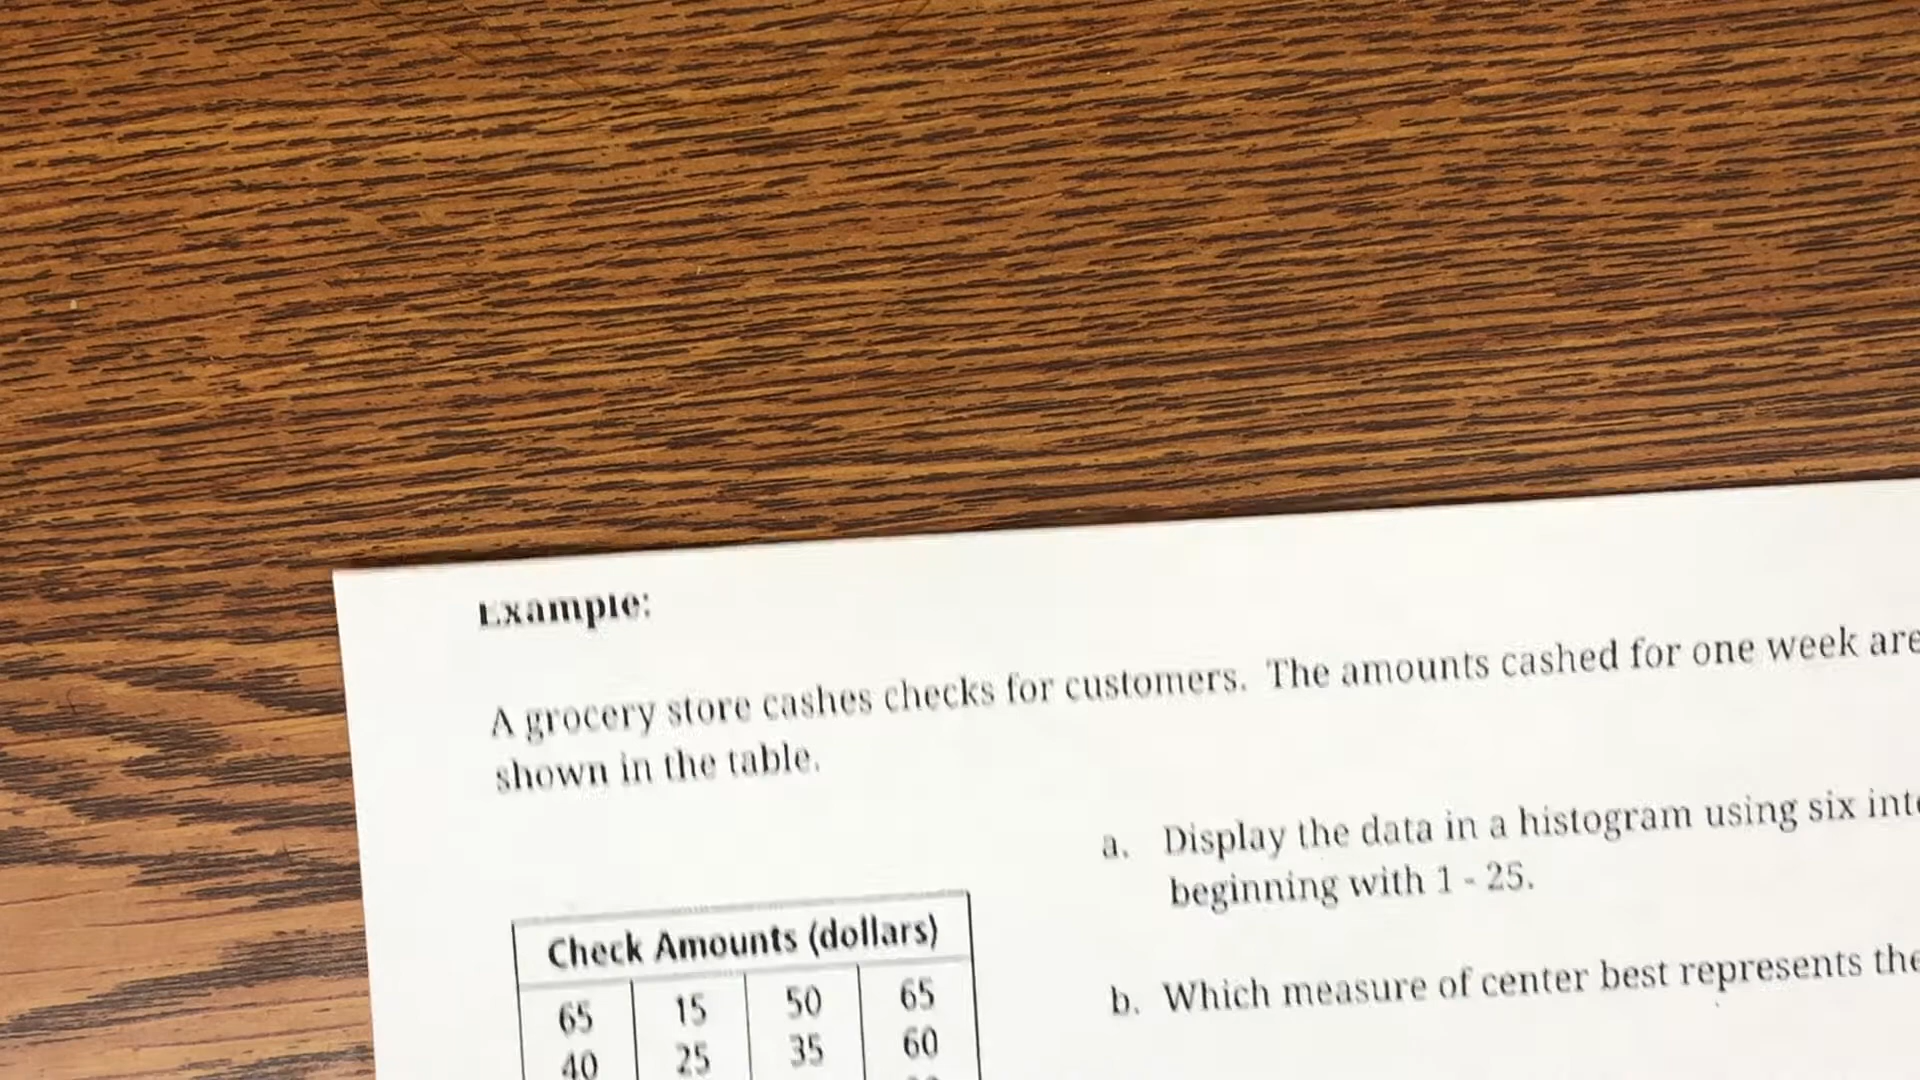 Example:
A grocery store cashes checks for customers. The amounts cashed for one week are
shown in the table.
a. Display the data in a histogram using six
beginning with 1 - 25.
b. Which measure of center best represents the
Check Amounts (dollars)
65 15 50 65
40 25 35 60